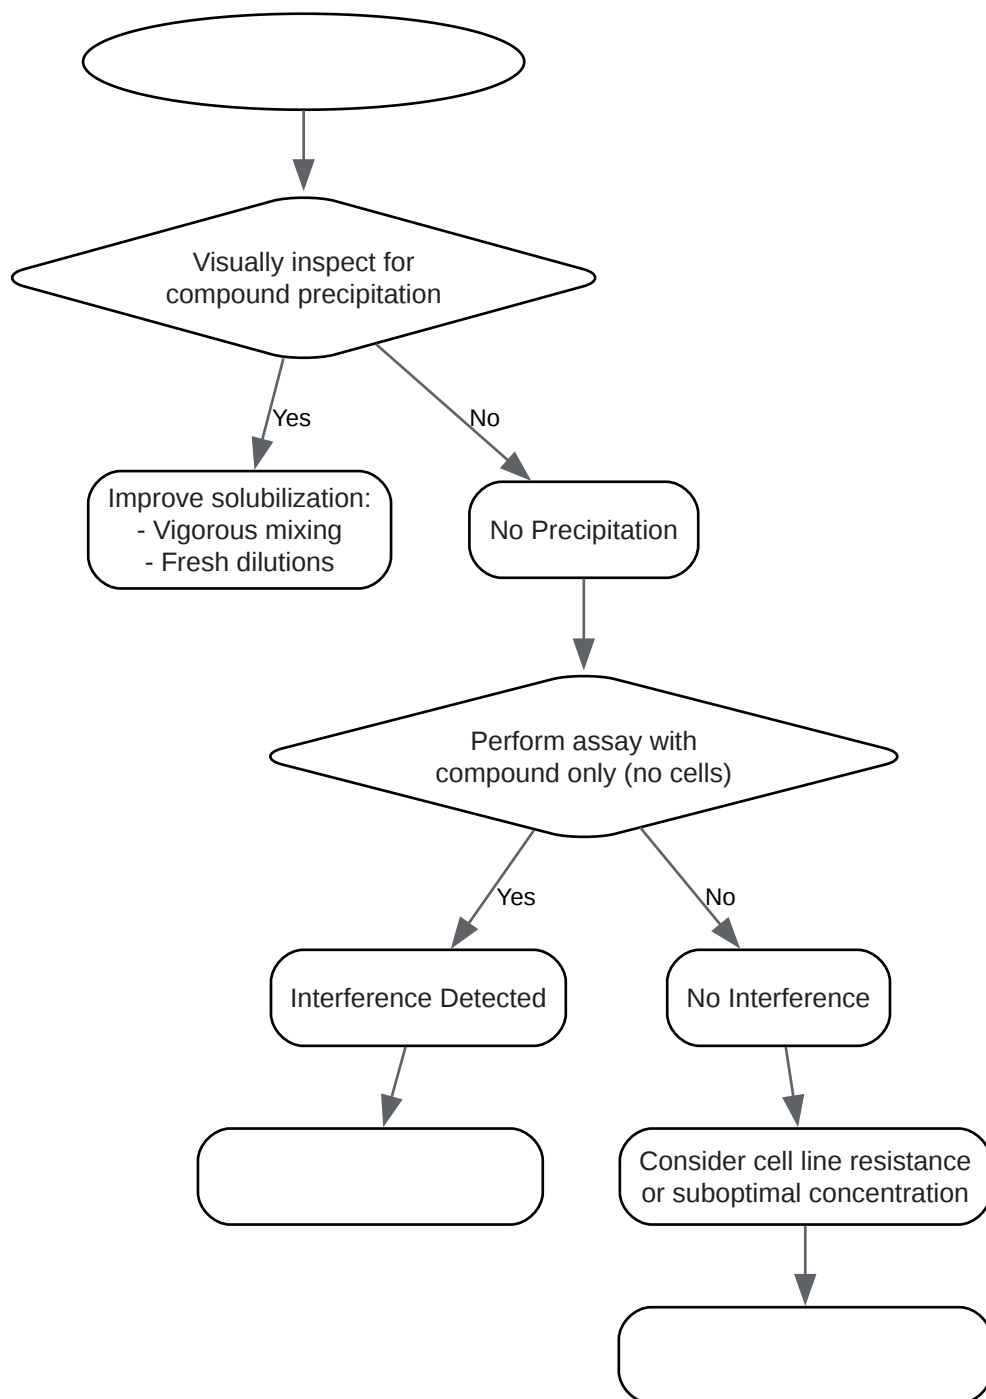 Visually inspect for
compound precipitation
Yes
No
Improve solubilization:
- Vigorous mixing
- Fresh dilutions
No Precipitation
Perform assay with
compound only (no cells)
Yes
No
Interference Detected
No Interference
Consider cell line resistance
or suboptimal concentration